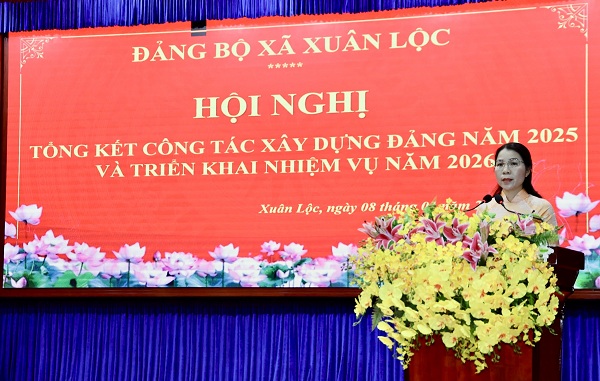 ĐẢNG BỘ XÃ XUÂN LỘC
*****
HỘI NGHỊ
TỔNG KẾT CÔNG TÁC XÂY DỰNG ĐẢNG NĂM 2025
VÀ TRIỂN KHAI NHIỆM VỤ NĂM 2026
Xuân Lộc, ngày 08 tháng